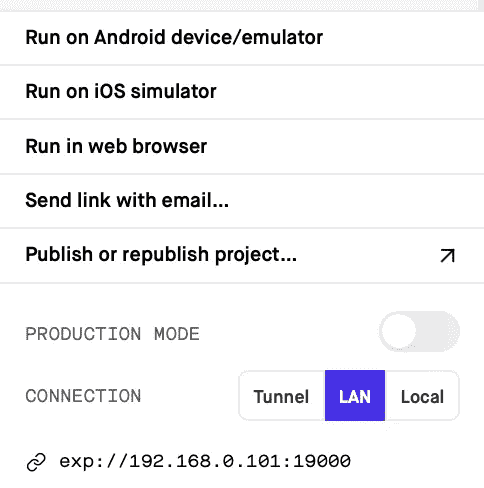 Run on Android device/emulator
Run on iOS simulator
Run in web browser
Send link with email...
Publish or republish project...
PRODUCTION MODE
CONNECTION Tunnel LAN Local
exp://192.168.0.101:19000